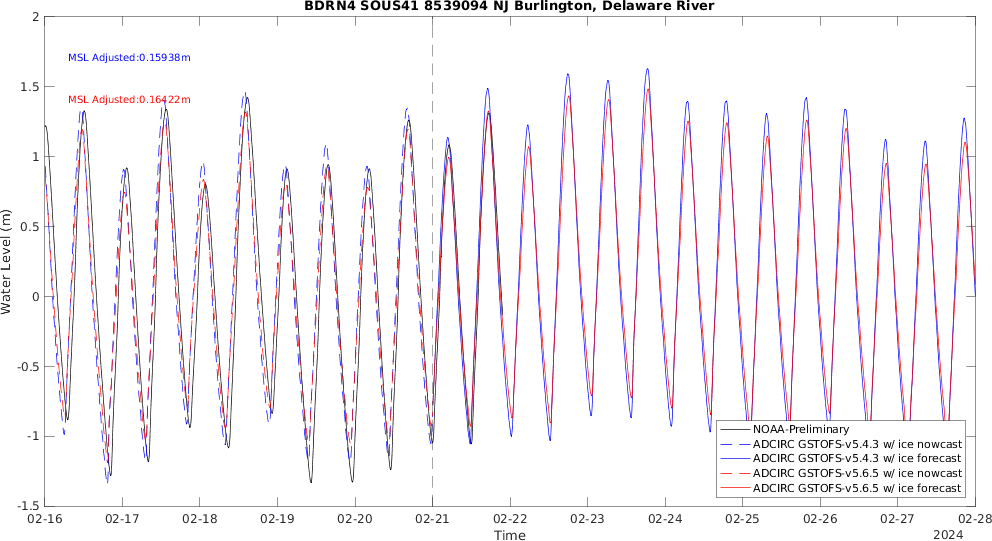 BDRN4 SOUS41 8539094 NJ Burlington, Delaware River
2
1.5
1
0.5
0
-0.5
-1
-1.5
Water Level (m)
MSL Adjusted:0.15938m
MSL Adjusted:0.16422m
NOAA-Preliminary
ADCIRC GSTOFS-v5.4.3 w/ ice nowcast
ADCIRC GSTOFS-v5.4.3 w/ ice forecast
ADCIRC GSTOFS-v5.6.5 w/ ice nowcast
ADCIRC GSTOFS-v5.6.5 w/ ice forecast
02-16 02-17 02-18 02-19 02-20 02-21 02-22 02-23 02-24 02-25 02-26 02-27 02-28
Time
2024